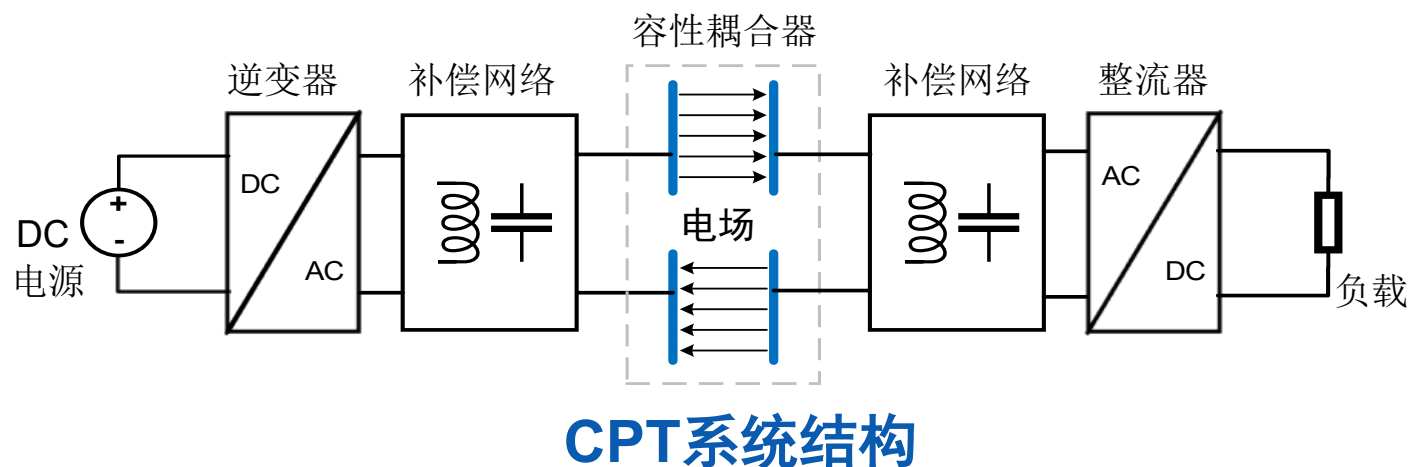 容性耦合器
逆变器
补偿网络
补偿网络
整流器
DC
AC
+
-
DC
电源
电场
AC
DC
负载
CPT系统结构